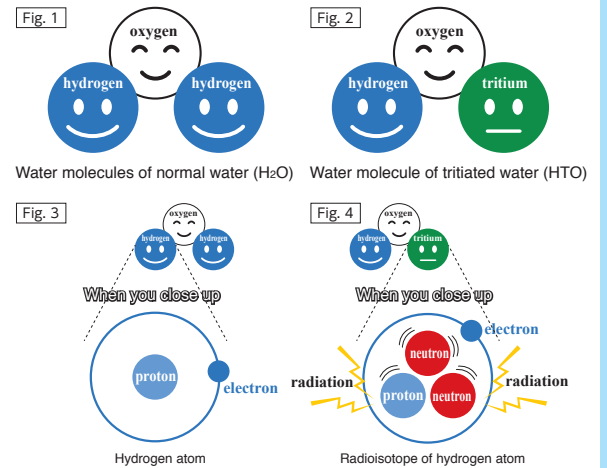 Fig. 1
oxygen
hydrogen
hydrogen
Water molecules of normal water (H₂O)
Fig. 2
oxygen
hydrogen
tritium
Water molecule of tritiated water (HTO)
Fig. 3
oxygen
hydrogen
hydrogen
When you close up
proton
electron
Hydrogen atom
Fig. 4
oxygen
hydrogen
tritium
When you close up
electron
neutron
radiation
radiation
proton
neutron
Radioisotope of hydrogen atom